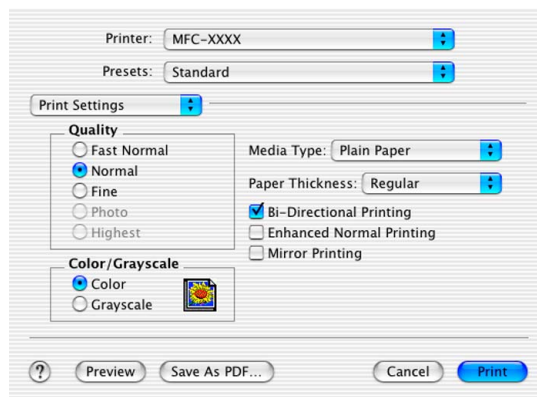 Printer: MFC-XXXX
Presets: Standard
Print Settings
Quality
Fast Normal
Normal
Fine
Photo
Highest
Media Type: Plain Paper
Paper Thickness: Regular
Bi-Directional Printing
Enhanced Normal Printing
Mirror Printing
Color/Grayscale
Color
Grayscale
? Preview Save As PDF... Cancel Print